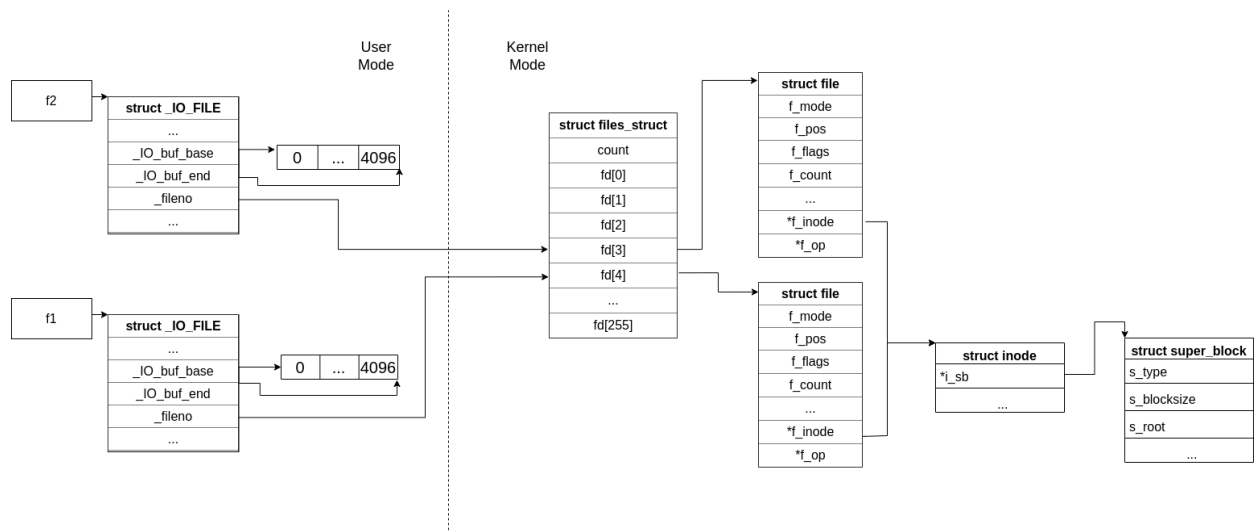 User
Mode
Kernel
Mode
f2
struct _IO_FILE
...
_IO_buf_base
_IO_buf_end
_fileno
...
0 ... 4096
f1
struct _IO_FILE
...
_IO_buf_base
_IO_buf_end
_fileno
...
0 ... 4096
struct files_struct
count
fd[0]
fd[1]
fd[2]
fd[3]
fd[4]
...
fd[255]
struct file
f_mode
f_pos
f_flags
f_count
...
*f_inode
*f_op
struct file
f_mode
f_pos
f_flags
f_count
...
*f_inode
*f_op
struct inode
*i_sb
...
struct super_block
s_type
s_blocksize
s_root
...